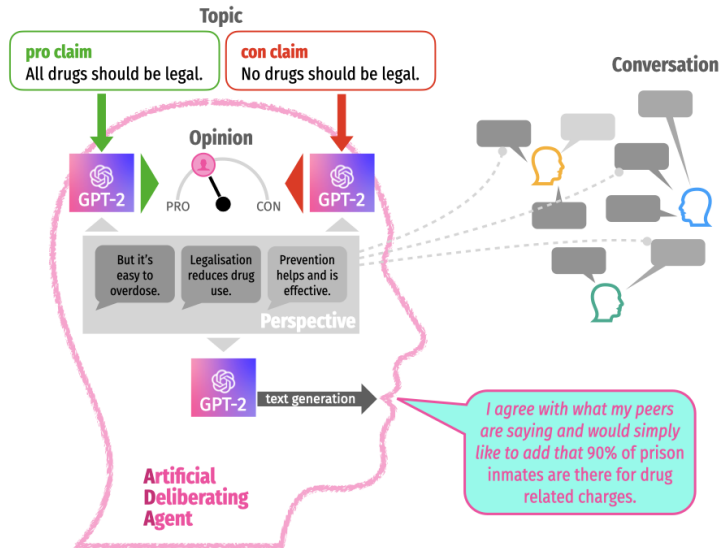 Topic
pro claim
All drugs should be legal.
con claim
No drugs should be legal.
Conversation
Opinion
GPT-2
PRO
CON
GPT-2
But it's
easy to
overdose.
Legalisation
reduces drug
use.
Prevention
helps and is
effective.
Perspective
GPT-2
text generation
I agree with what my peers
are saying and would simply
like to add that 90% of prison
inmates are there for drug
related charges.
Artificial
Deliberating
Agent